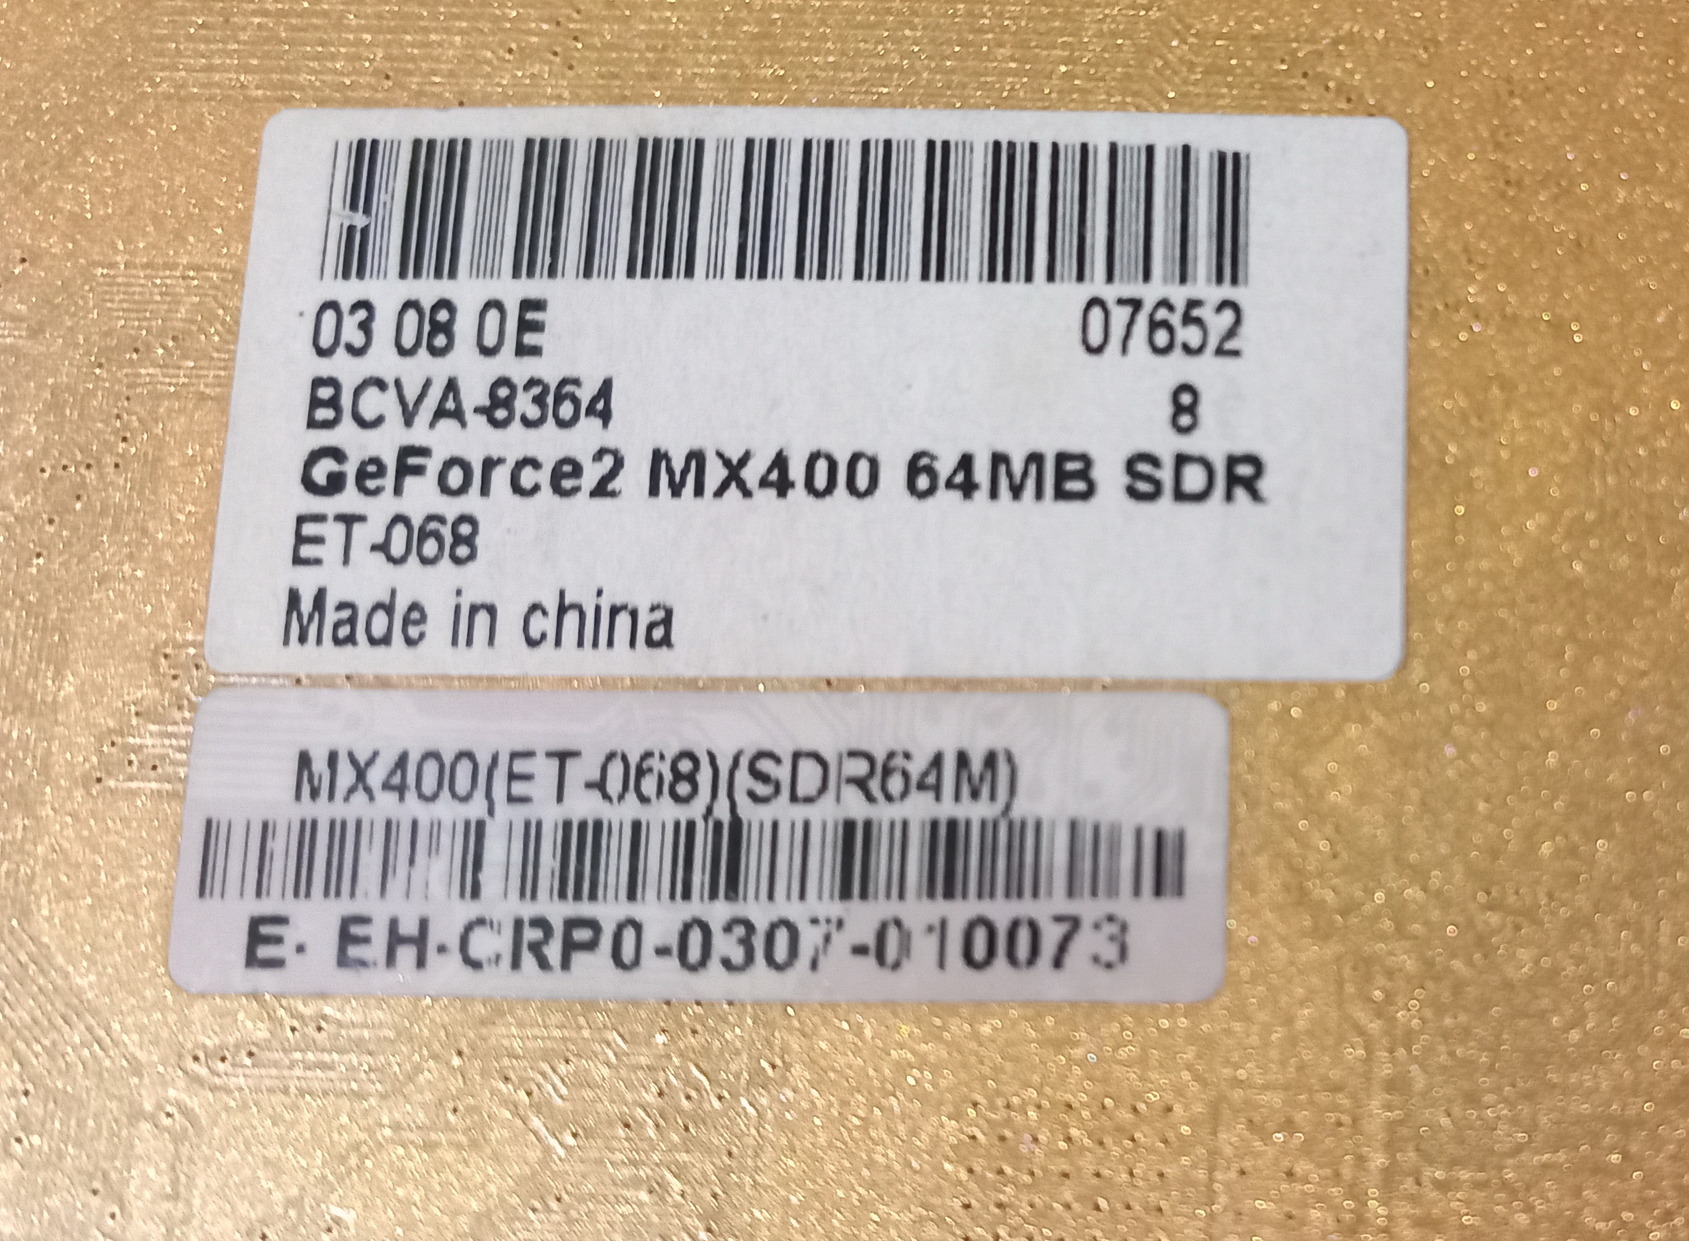 03 08 0E 07652
BCVA-8364 8
GeForce2 MX400 64MB SDR
ET-068
Made in china
MX400(ET-068)(SDR64M)
E- EH-CRP0-0307-010073